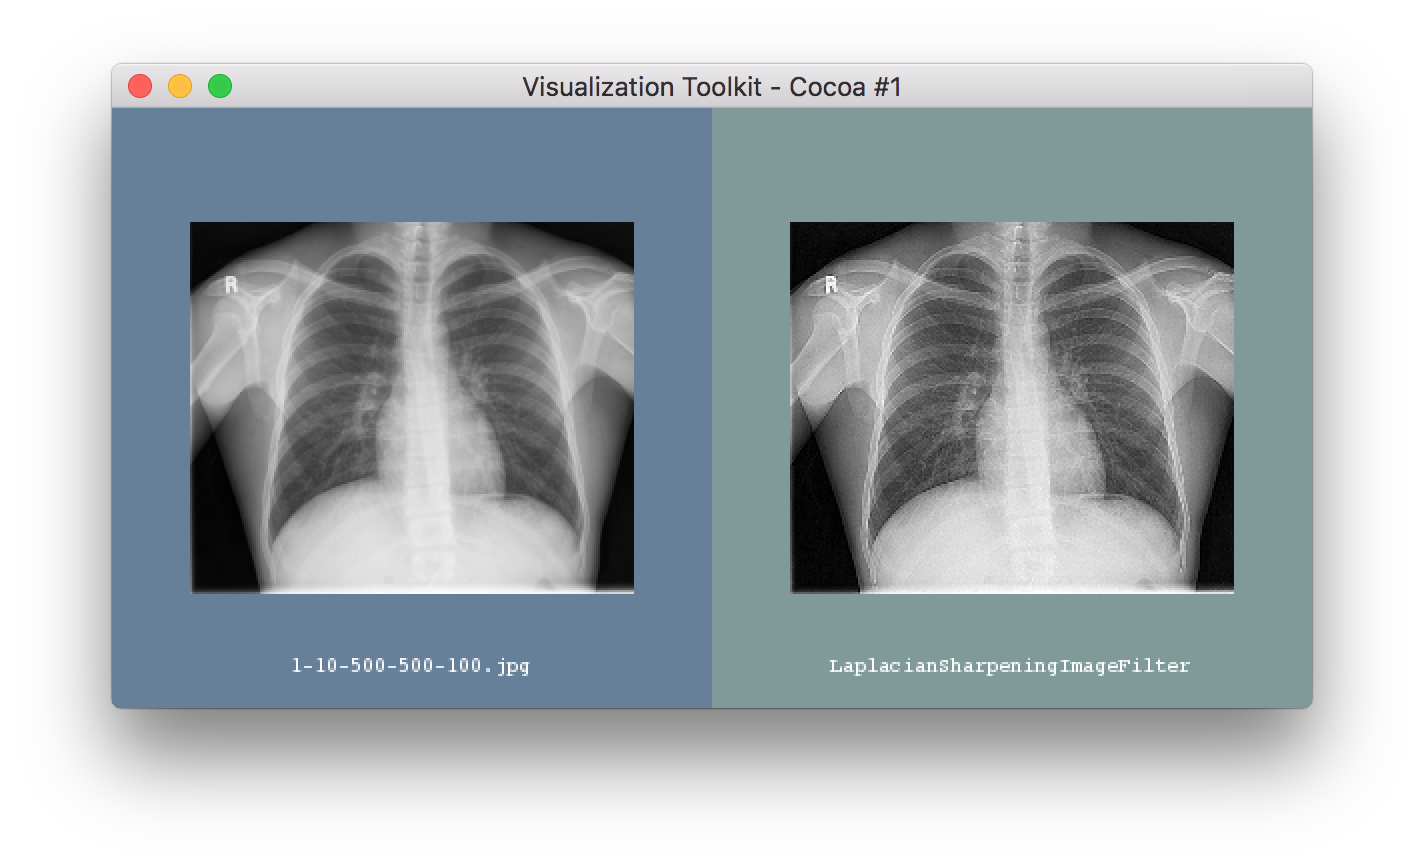 Visualization Toolkit - Cocoa #1
R
R
1-10-500-500-100.jpg
LaplacianSharpeningImageFilter